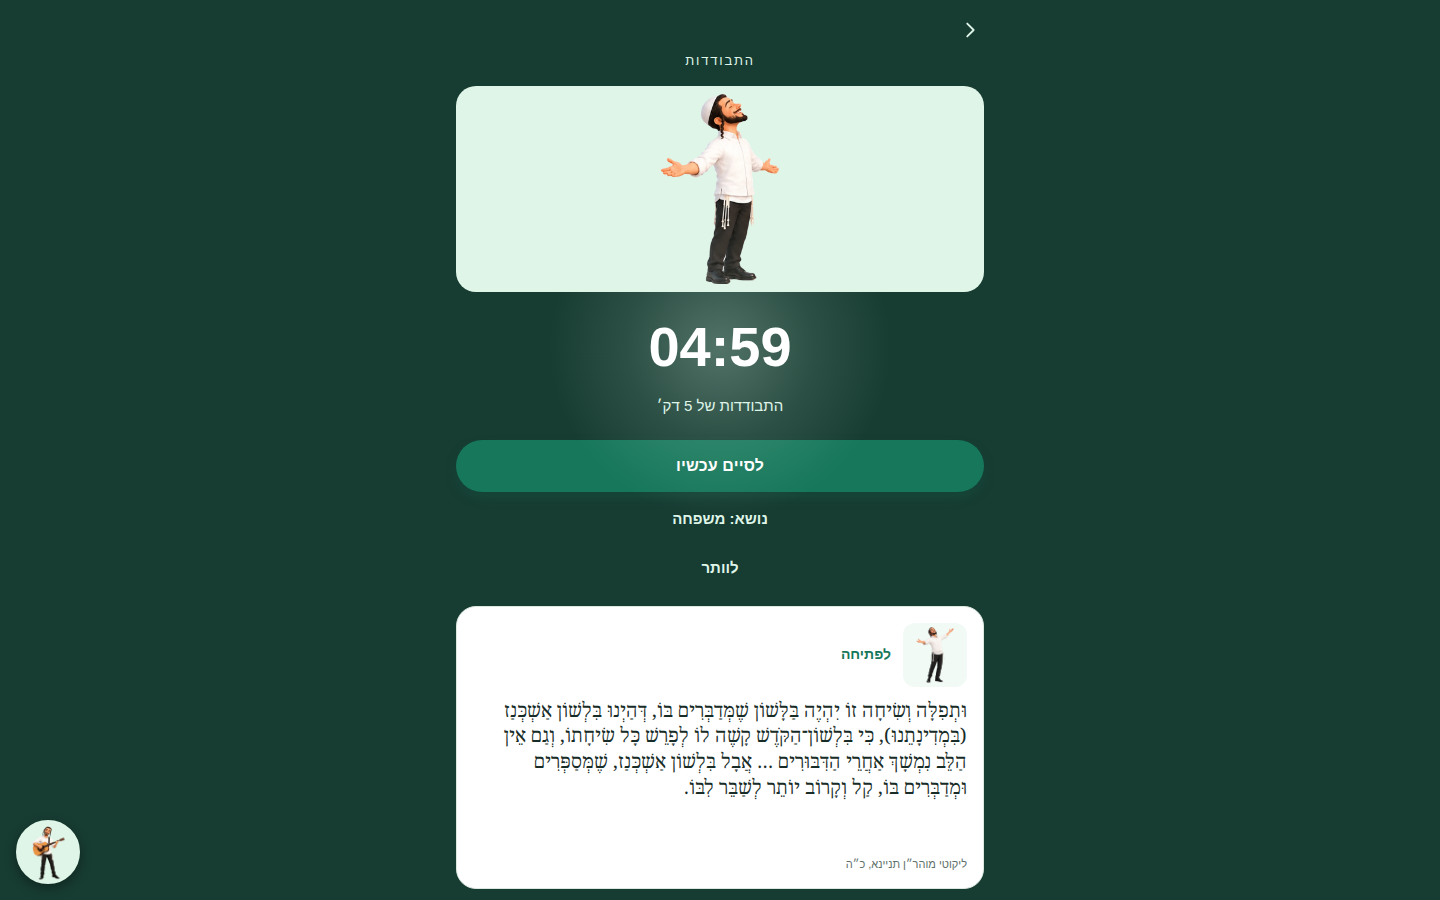 התבודדות
04:59
התבודדות של 5 דק׳
לסיים עכשיו
נושא: משפחה
לוותר
לפתיחה
וּתְפִלָּה וְשִׂיחָה זוֹ יִהְיֶה בַּלָּשׁוֹן שֶׁמְּדַבְּרִים בּוֹ, דְּהַיְנוּ בִּלְשׁוֹן אַשְׁכְּנַז
(בִּמְדִינָתֵנוּ), כִּי בִּלְשׁוֹן־הַקֹּדֶשׁ קָשֶׁה לוֹ לְפָרֵשׁ כָּל שִׂיחָתוֹ, וְגַם אֵין
הַלֵּב נִמְשָׁךְ אַחֲרֵי הַדִּבּוּרִים ... אֲבָל בִּלְשׁוֹן אַשְׁכְּנַז, שֶׁמְּסַפְּרִים
וּמְדַבְּרִים בּוֹ, קַל וְקָרוֹב יוֹתֵר לְשַׁבֵּר לִבּוֹ.
ליקוטי מוהר״ן תניינא, כ״ה